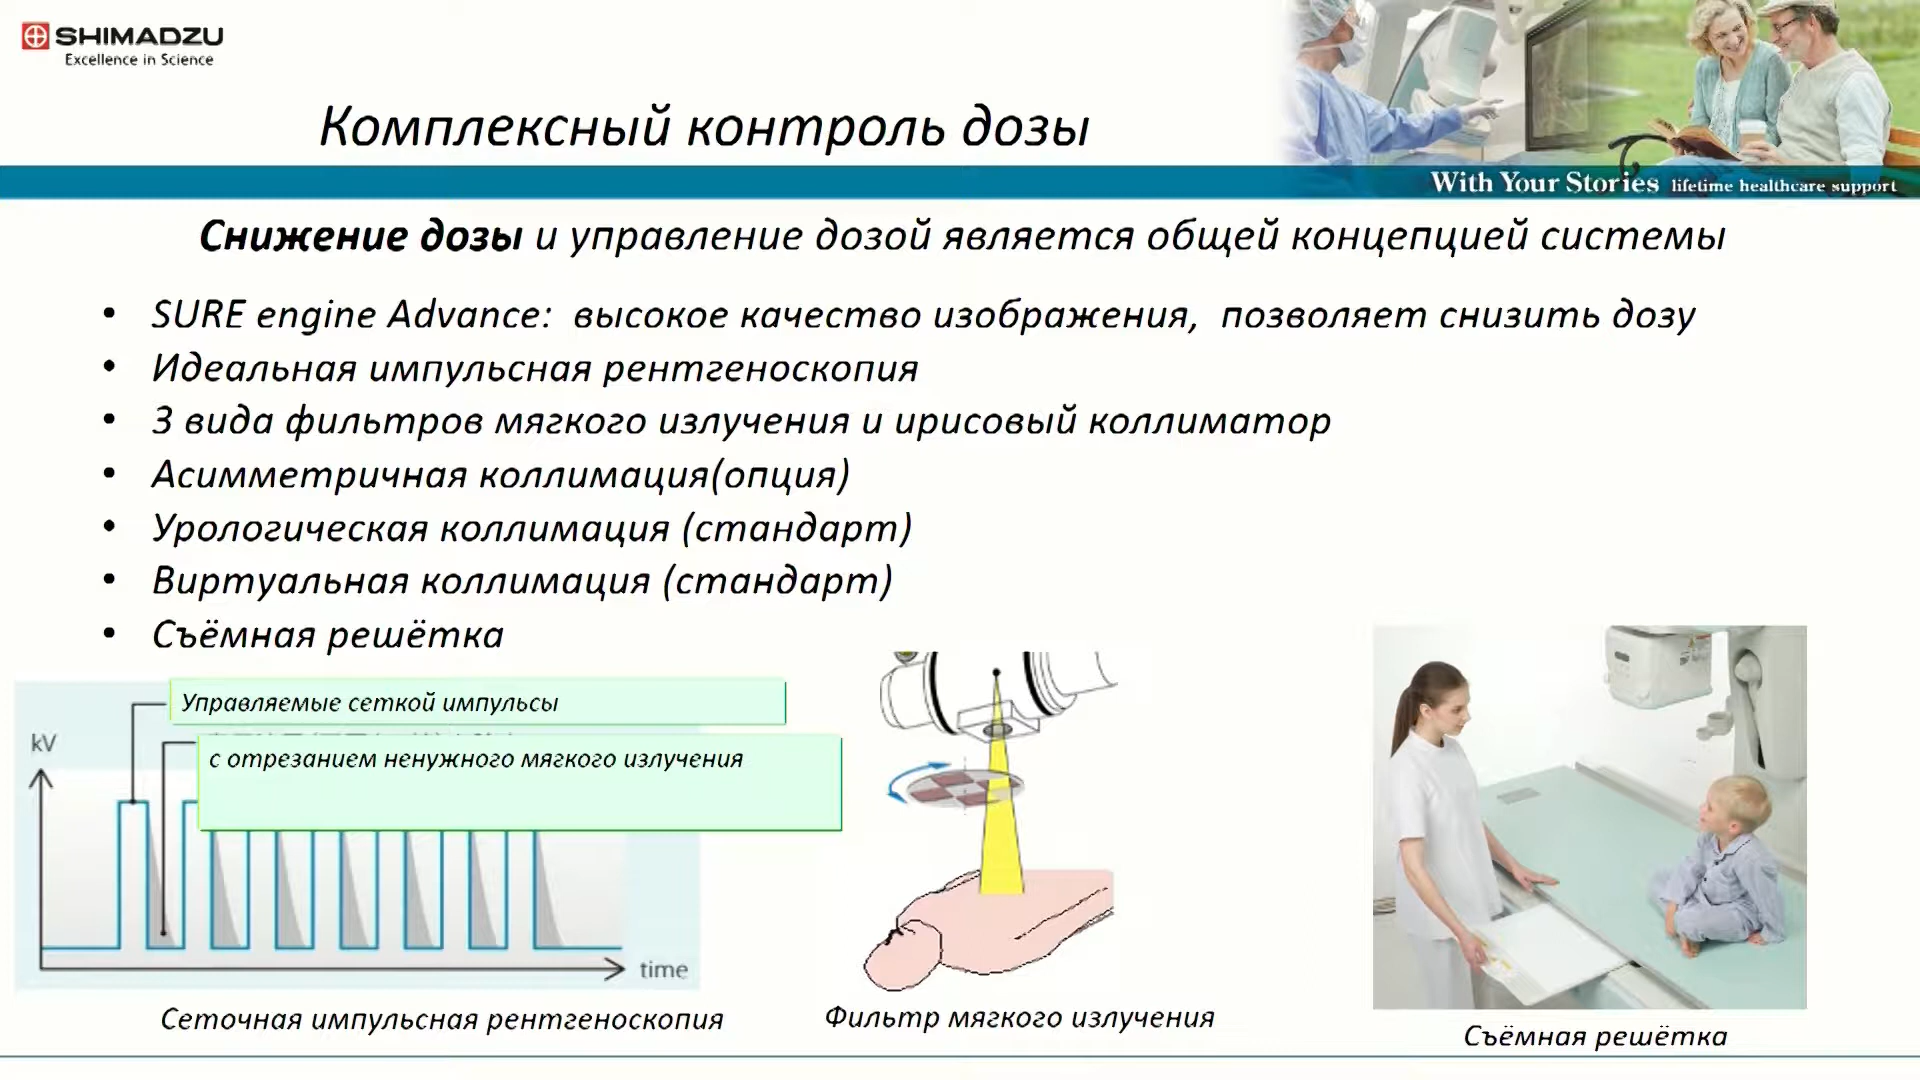 SHIMADZU
Excellence in Science
Комплексный контроль дозы
With Your Stories lifetime healthcare support
Снижение дозы и управление дозой является общей концепцией системы
• SURE engine Advance: высокое качество изображения, позволяет снизить дозу
• Идеальная импульсная рентгеноскопия
• 3 вида фильтров мягкого излучения и ирисовый коллиматор
• Асимметричная коллимация(опция)
• Урологическая коллимация (стандарт)
• Виртуальная коллимация (стандарт)
• Съёмная решётка
Управляемые сеткой импульсы
kV
с отрезанием ненужного мягкого излучения
time
Сеточная импульсная рентгеноскопия
Фильтр мягкого излучения
Съёмная решётка